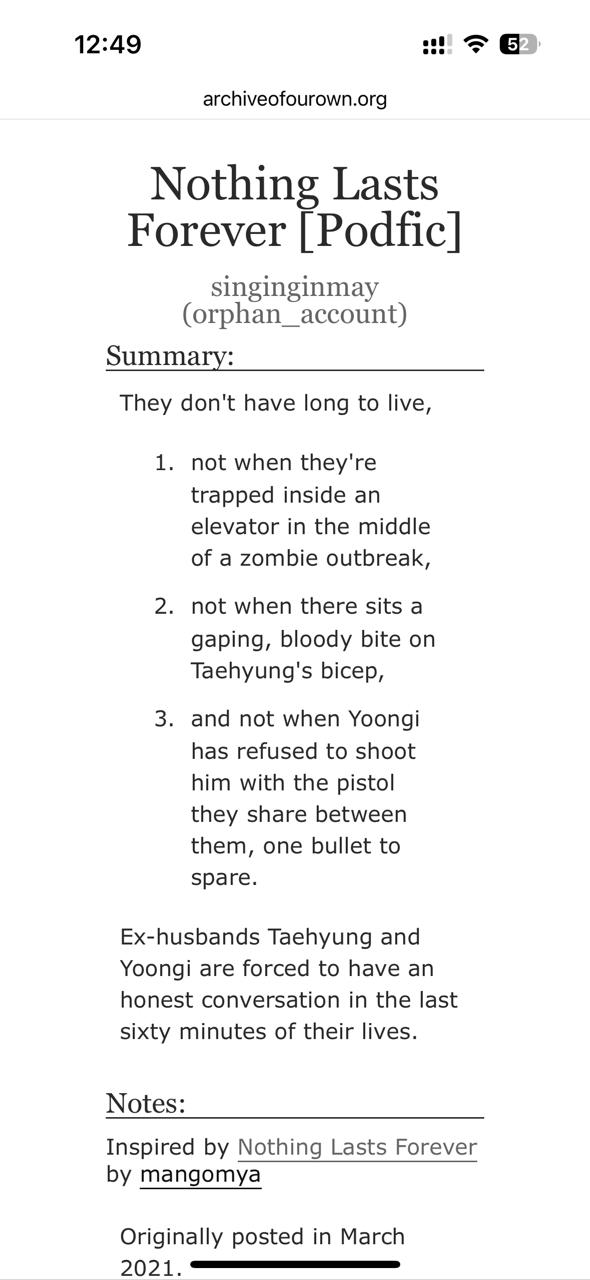 12:49
52
archiveofourown.org
Nothing Lasts
Forever [Podfic]
singinginmay
(orphan_account)
Summary:
They don't have long to live,
1. not when they're
trapped inside an
elevator in the middle
of a zombie outbreak,
2. not when there sits a
gaping, bloody bite on
Taehyung's bicep,
3. and not when Yoongi
has refused to shoot
him with the pistol
they share between
them, one bullet to
spare.
Ex-husbands Taehyung and
Yoongi are forced to have an
honest conversation in the last
sixty minutes of their lives.
Notes:
Inspired by Nothing Lasts Forever
by mangomya
Originally posted in March
2021.